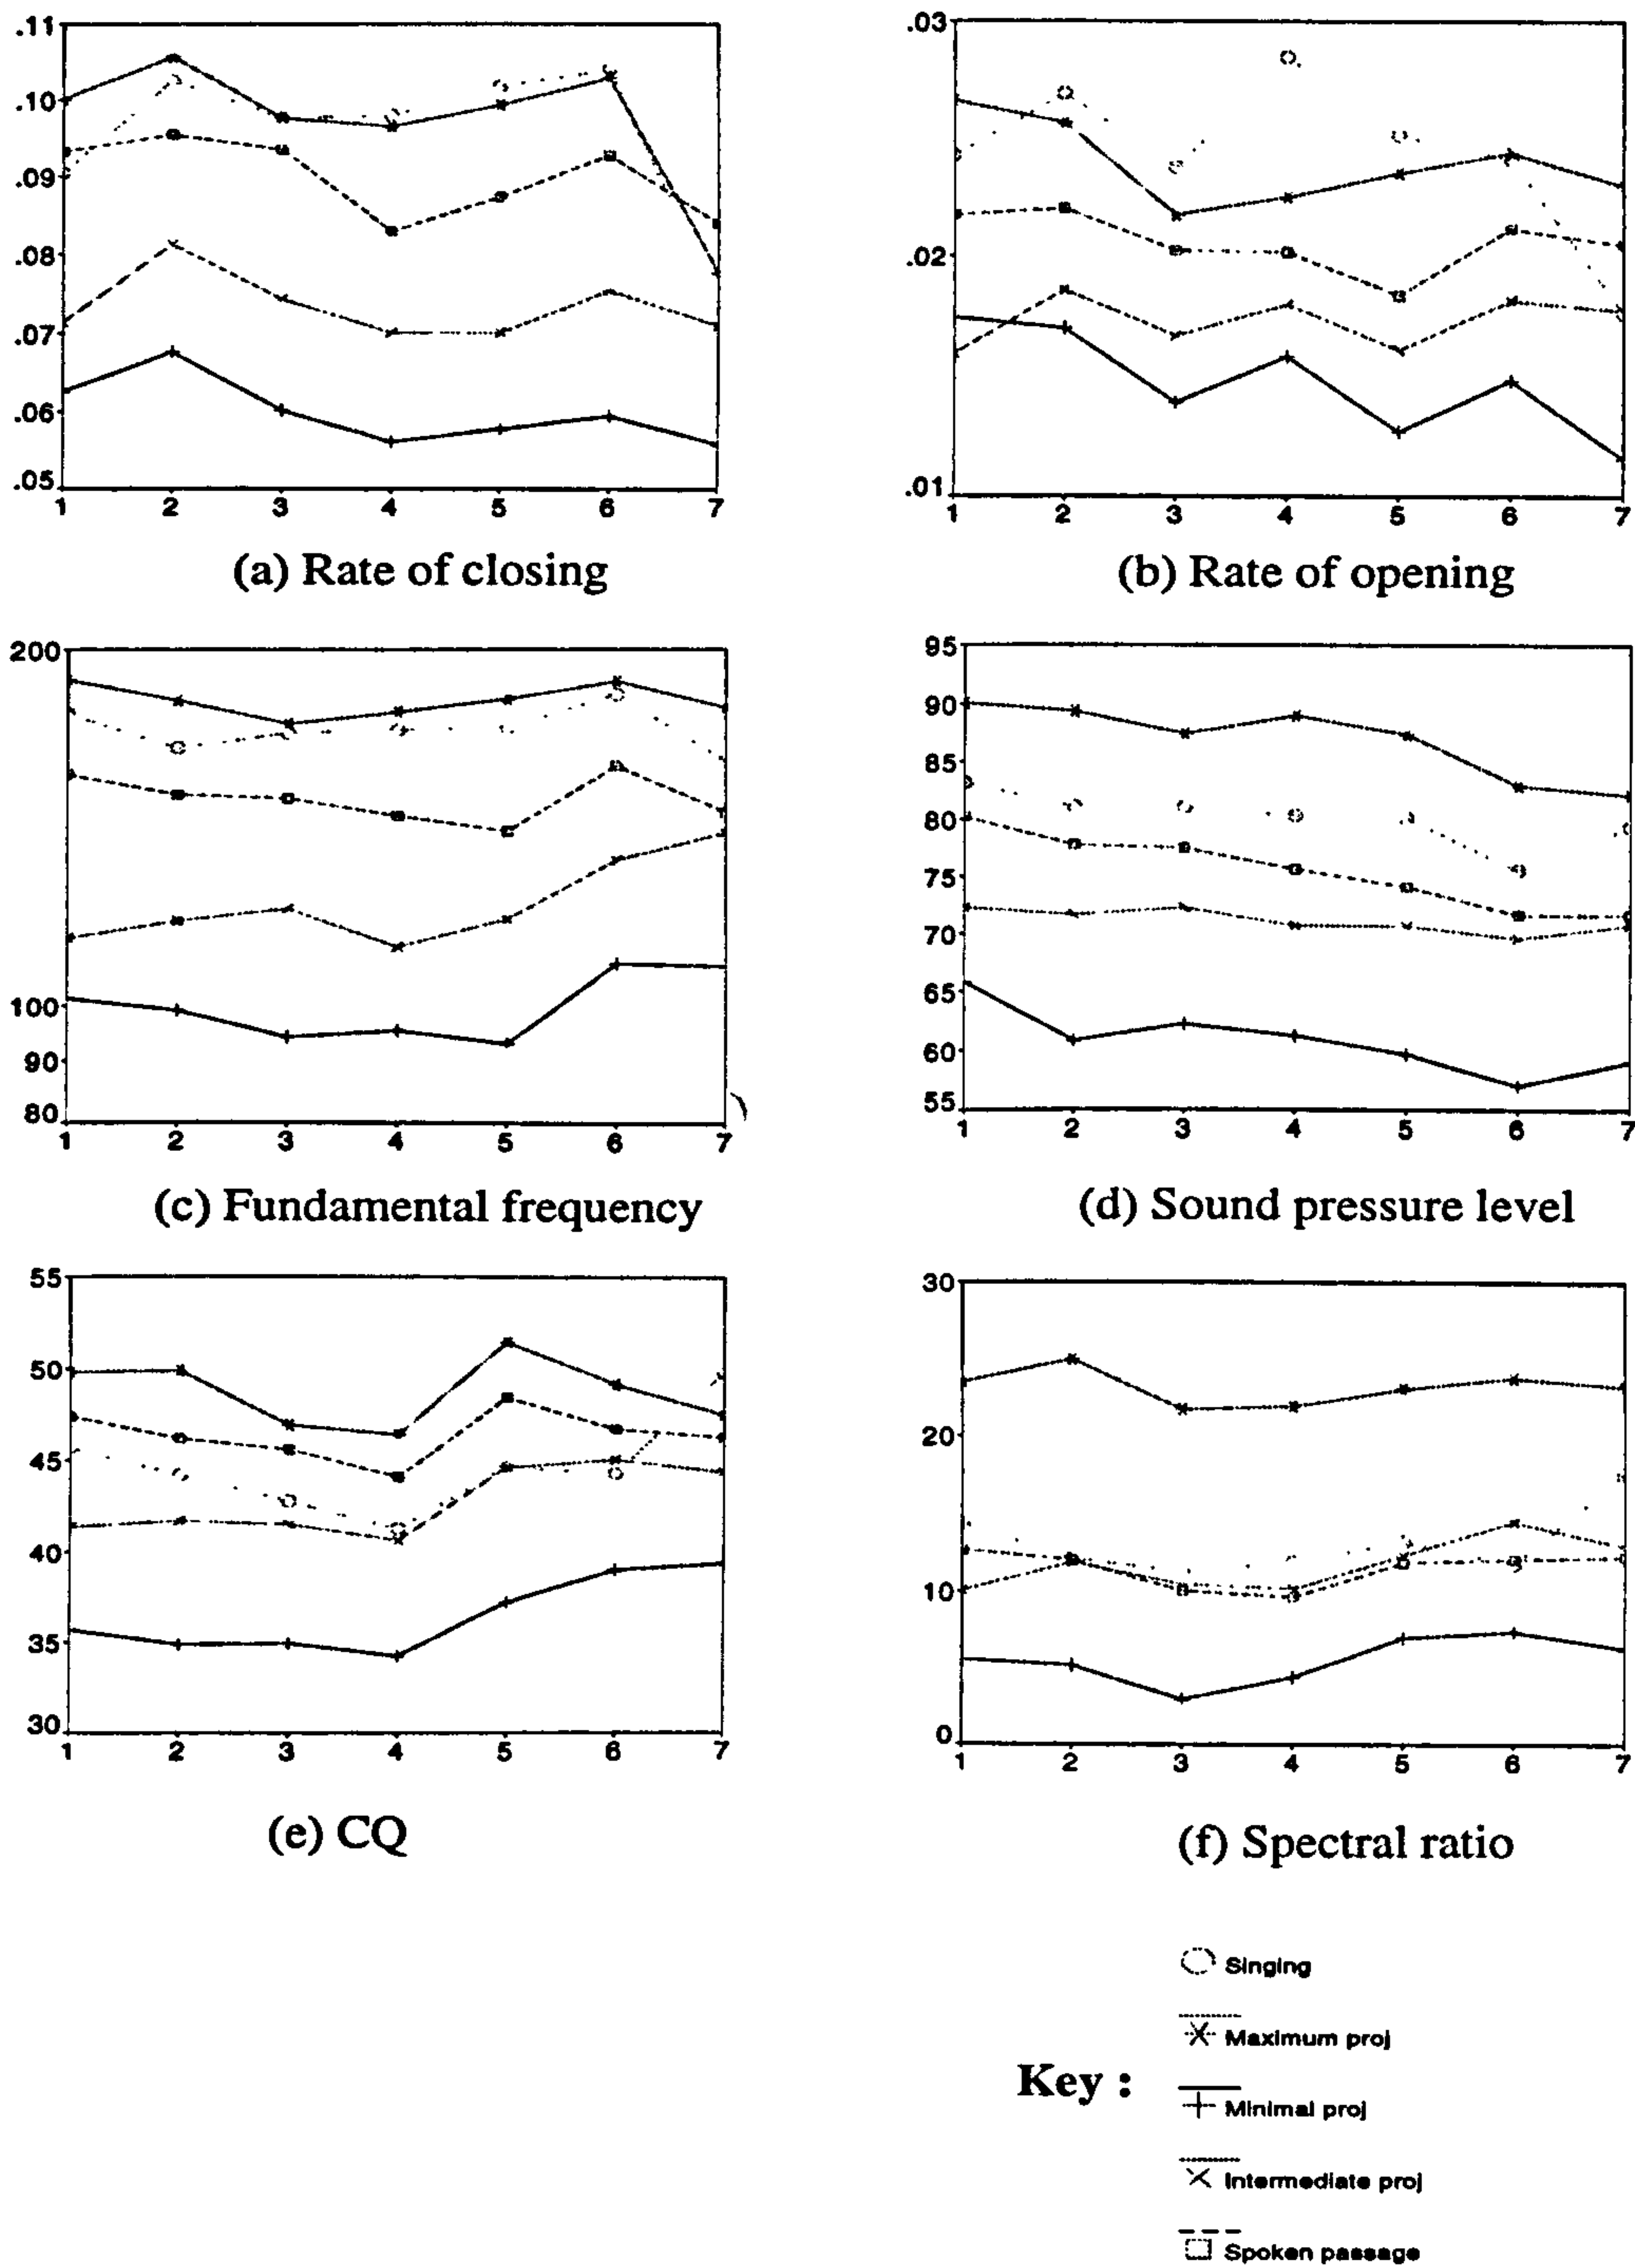 .11
.10
.09
.08
.07
.06
.05
1 2 3 4 5 6 7
(a) Rate of closing
.03
.02
.01
1 2 3 4 5 6 7
(b) Rate of opening
200
100
90
80
1 2 3 4 5 6 7
(c) Fundamental frequency
95
90
85
80
75
70
65
60
55
1 2 3 4 5 6 7
(d) Sound pressure level
55
50
45
40
35
30
1 2 3 4 5 6 7
(e) CQ
30
20
10
0
1 2 3 4 5 6 7
(f) Spectral ratio
Key :
Singing
Maximum proj
Minimal proj
Intermediate proj
Spoken passage